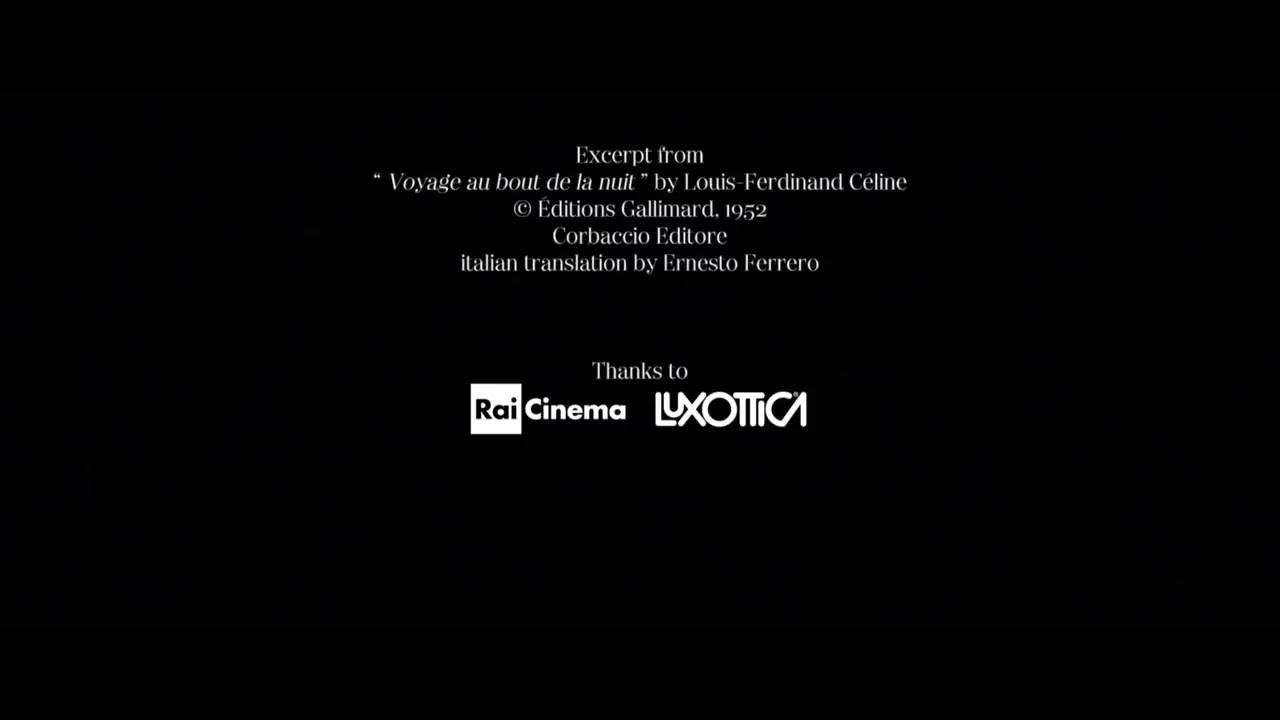 Excerpt from
“ Voyage au bout de la nuit ” by Louis-Ferdinand Céline
© Éditions Gallimard, 1952
Corbaccio Editore
italian translation by Ernesto Ferrero
Thanks to
Rai Cinema LUXOTTICA®